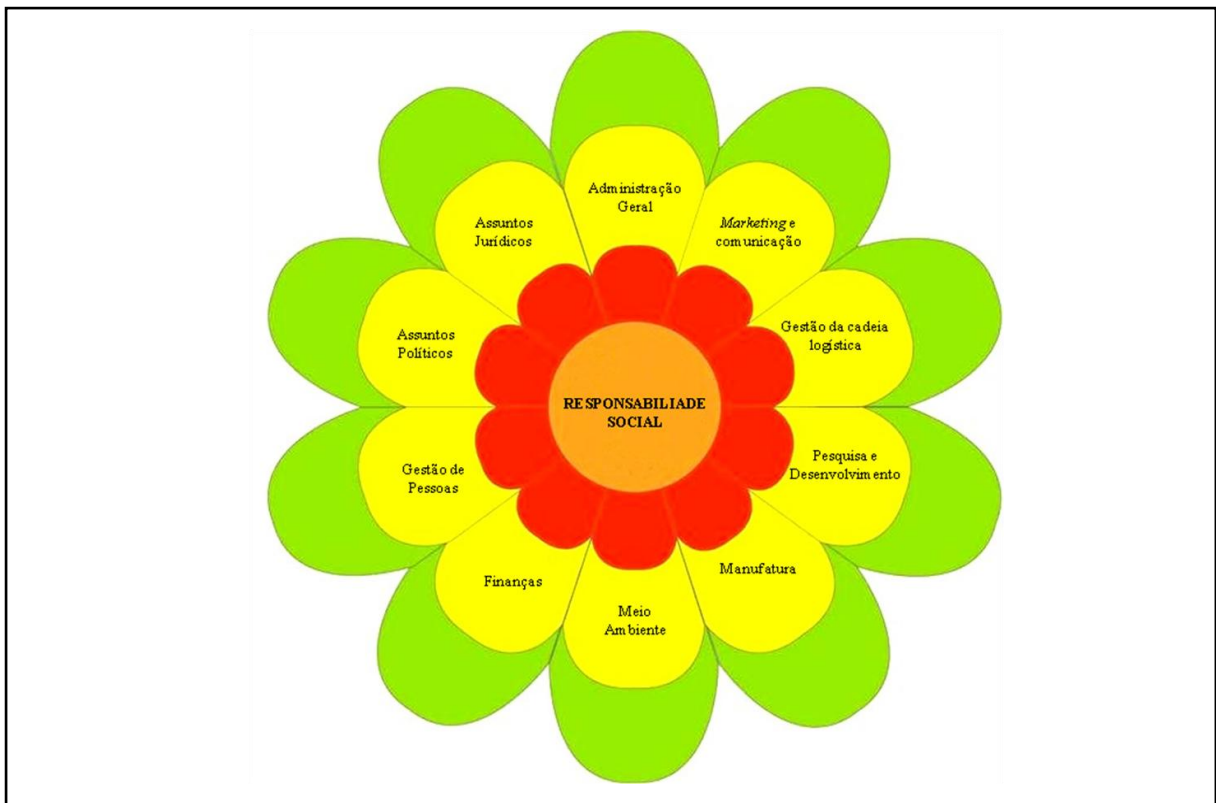 Administração
Geral
Marketing e
comunicação
Gestão da cadeia
logística
Pesquisa e
Desenvolvimento
Manufatura
Meio
Ambiente
Finanças
Gestão de
Pessoas
Assuntos
Políticos
Assuntos
Jurídicos
RESPONSABILIADE
SOCIAL